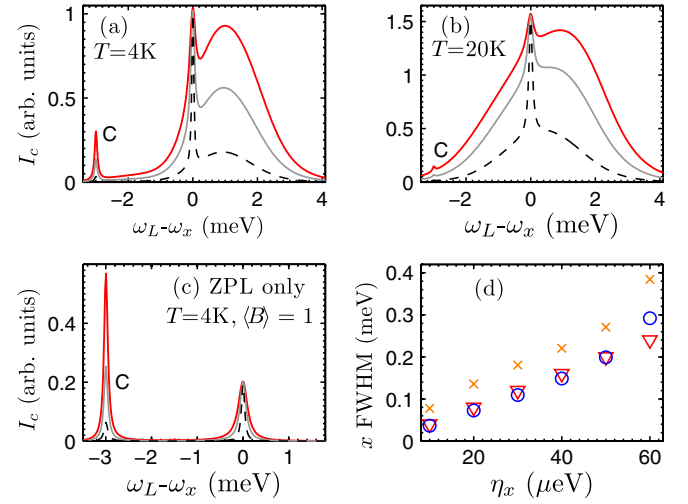 (a)
T=4K
C
I_c (arb. units)
1
0.5
0
−2 0 2 4
ω_L-ω_x (meV)
(b)
T=20K
C
1.5
1
0.5
0
−2 0 2 4
ω_L-ω_x (meV)
(c) ZPL only
T=4K, ⟨B⟩ = 1
C
I_c (arb. units)
0.4
0.2
0
−3 −2 −1 0 1
ω_L-ω_x (meV)
(d)
x FWHM (meV)
0.4
0.3
0.2
0.1
0
20 40 60
η_x (μeV)